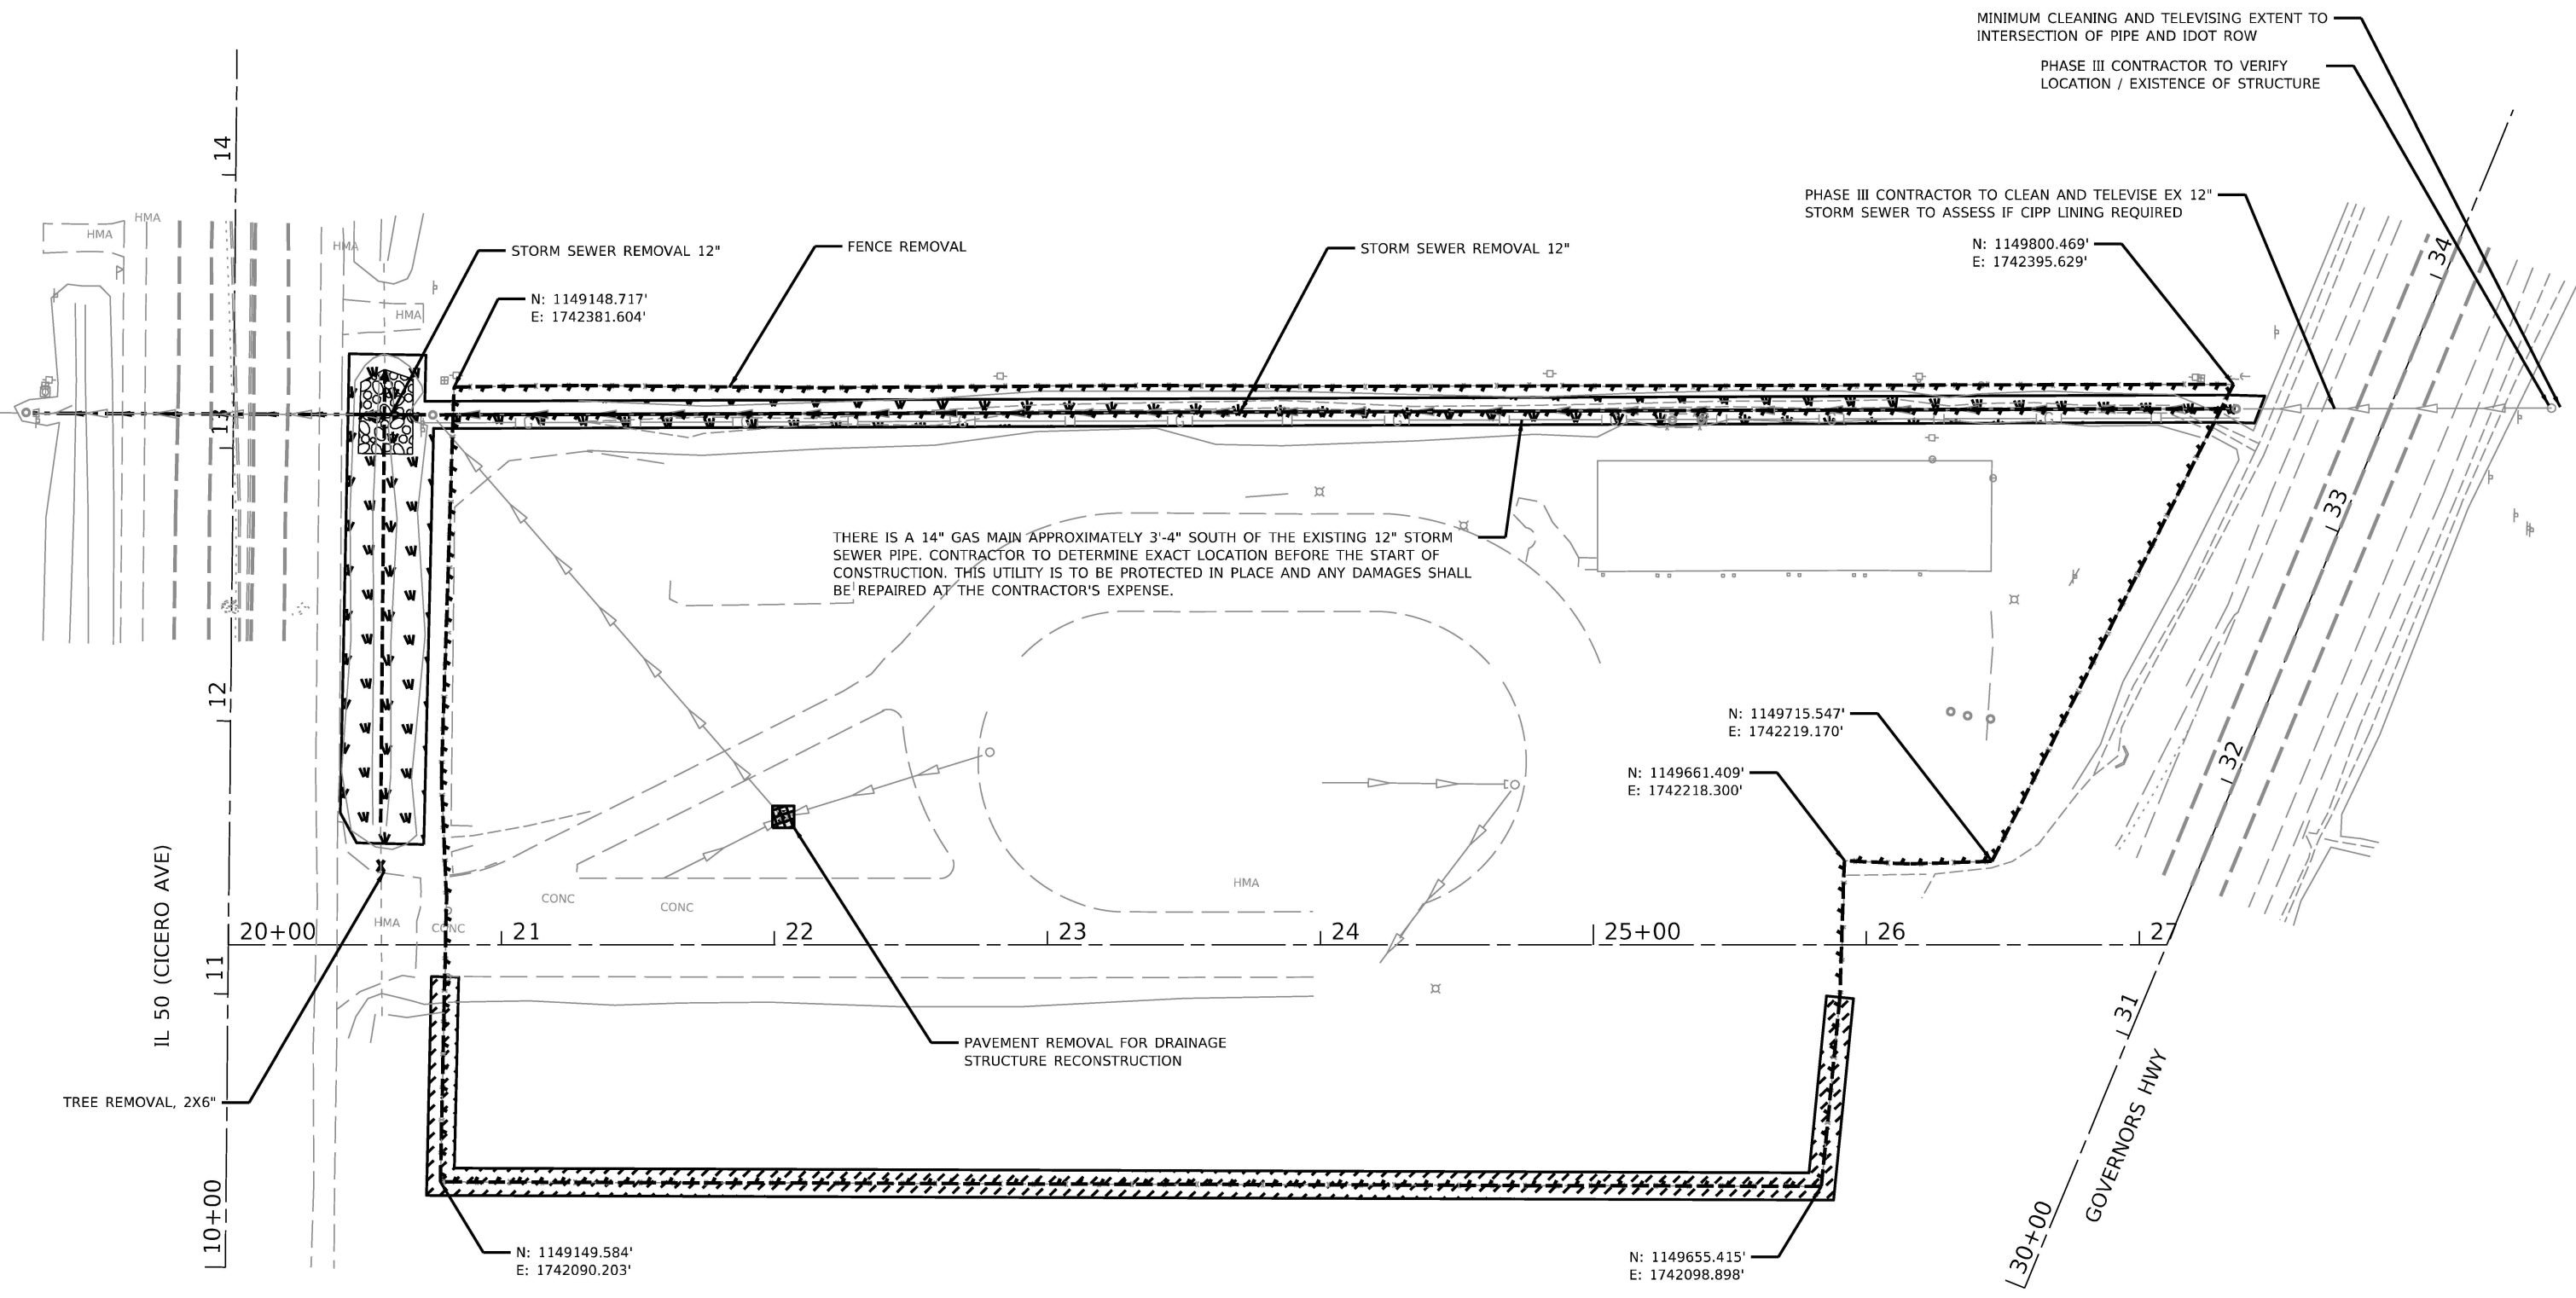 MINIMUM CLEANING AND TELEVISING EXTENT TO
INTERSECTION OF PIPE AND IDOT ROW
PHASE III CONTRACTOR TO VERIFY
LOCATION / EXISTENCE OF STRUCTURE
PHASE III CONTRACTOR TO CLEAN AND TELEVISE EX 12"
STORM SEWER TO ASSESS IF CIPP LINING REQUIRED
N: 1149800.469'
E: 1742395.629'
14
HMA
HMA
HMA
HMA
STORM SEWER REMOVAL 12"
FENCE REMOVAL
STORM SEWER REMOVAL 12"
N: 1149148.717'
E: 1742381.604'
34
13
33
THERE IS A 14" GAS MAIN APPROXIMATELY 3'-4" SOUTH OF THE EXISTING 12" STORM
SEWER PIPE. CONTRACTOR TO DETERMINE EXACT LOCATION BEFORE THE START OF
CONSTRUCTION. THIS UTILITY IS TO BE PROTECTED IN PLACE AND ANY DAMAGES SHALL
BE REPAIRED AT THE CONTRACTOR'S EXPENSE.
12
N: 1149715.547'
E: 1742219.170'
32
N: 1149661.409'
E: 1742218.300'
HMA
CONC
CONC
HMA
CONC
20+00
21
22
23
24
25+00
26
27
11
31
IL 50 (CICERO AVE)
PAVEMENT REMOVAL FOR DRAINAGE
STRUCTURE RECONSTRUCTION
TREE REMOVAL, 2X6"
GOVERNORS HWY
10+00
30+00
N: 1149149.584'
E: 1742090.203'
N: 1149655.415'
E: 1742098.898'